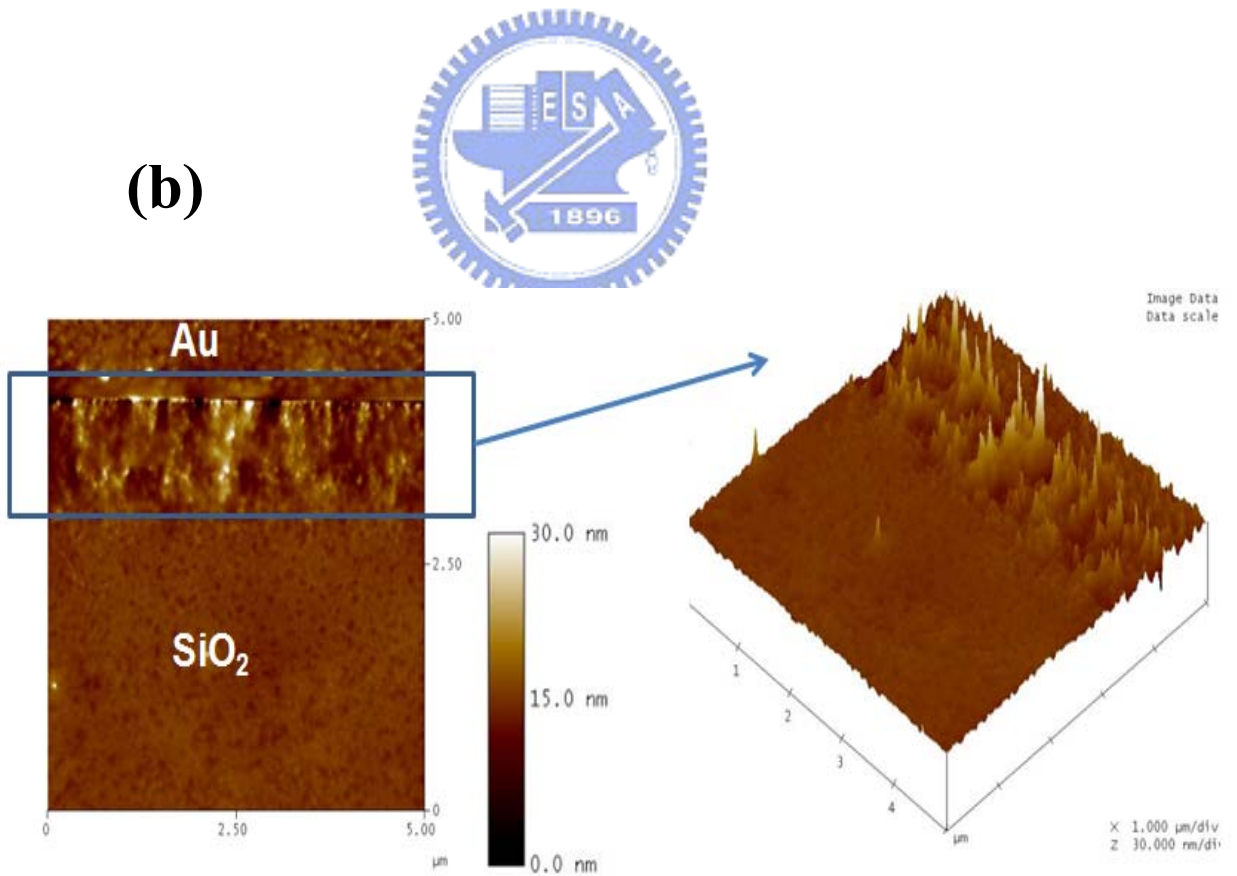 E S A
1896
(b)
Au
SiO₂
5.00
2.50
0
0 2.50 5.00
µm
30.0 nm
15.0 nm
0.0 nm
Image Data
Data scale
1
2
3
4
µm
X 1.000 µm/div
Z 30.000 nm/div